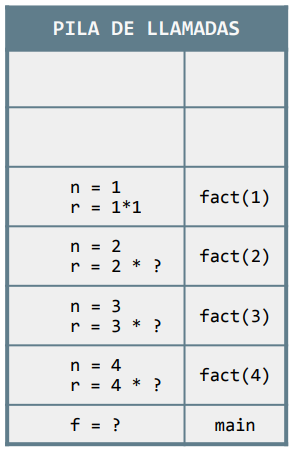 PILA DE LLAMADAS
n = 1
r = 1*1
fact(1)
n = 2
r = 2 * ?
fact(2)
n = 3
r = 3 * ?
fact(3)
n = 4
r = 4 * ?
fact(4)
f = ?
main